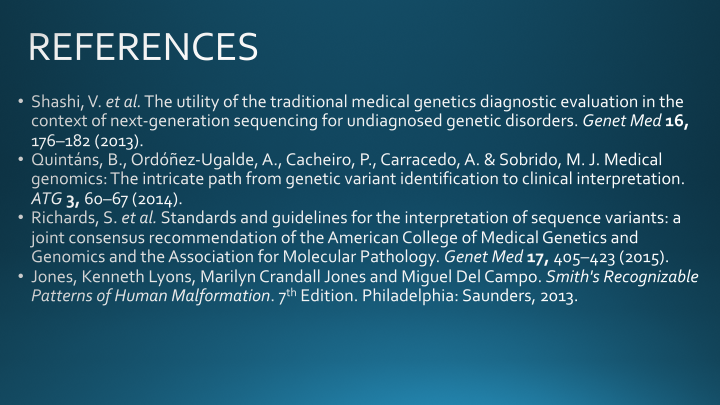 REFERENCES
• Shashi, V. et al. The utility of the traditional medical genetics diagnostic evaluation in the
context of next-generation sequencing for undiagnosed genetic disorders. Genet Med 16,
176–182 (2013).
• Quintáns, B., Ordóñez-Ugalde, A., Cacheiro, P., Carracedo, A. & Sobrido, M. J. Medical
genomics: The intricate path from genetic variant identification to clinical interpretation.
ATG 3, 60–67 (2014).
• Richards, S. et al. Standards and guidelines for the interpretation of sequence variants: a
joint consensus recommendation of the American College of Medical Genetics and
Genomics and the Association for Molecular Pathology. Genet Med 17, 405–423 (2015).
• Jones, Kenneth Lyons, Marilyn Crandall Jones and Miguel Del Campo. Smith's Recognizable
Patterns of Human Malformation. 7th Edition. Philadelphia: Saunders, 2013.